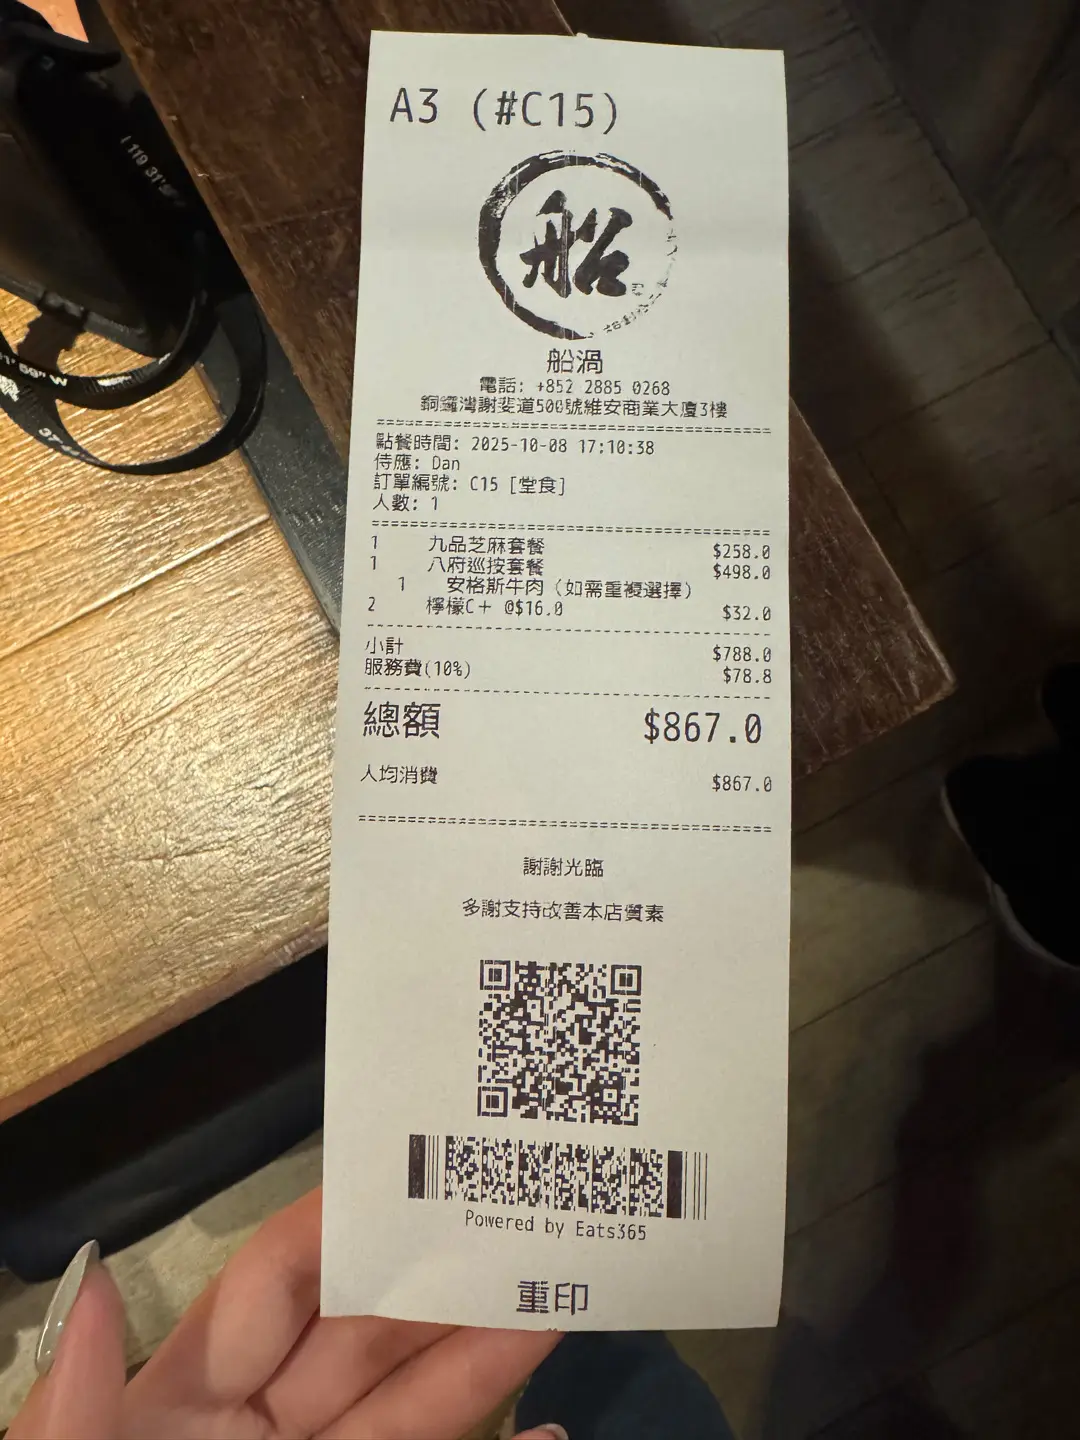 A3 (#C15)
船
船渦
電話: +852 2885 0268
銅鑼灣謝斐道500號維安商業大廈3樓
點餐時間: 2025-10-08 17:10:38
侍應: Dan
訂單編號: C15 [堂食]
人數: 1
1 九品芝麻套餐 $258.0
1 八府巡按套餐 $498.0
1 安格斯牛肉（如需重複選擇）
2 檸檬C＋ @$16.0 $32.0
小計 $788.0
服務費(10%) $78.8
總額 $867.0
人均消費 $867.0
謝謝光臨
多謝支持改善本店質素
Powered by Eats365
重印